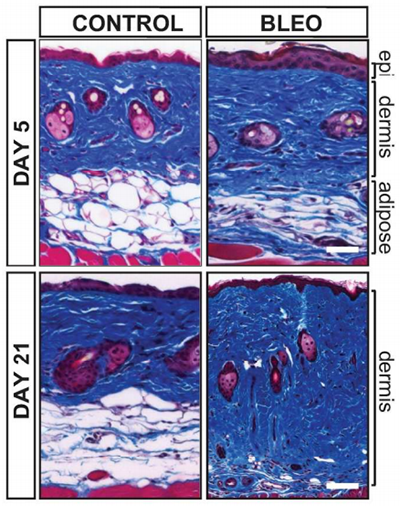 CONTROL
BLEO
DAY 5
epi
dermis
adipose
DAY 21
dermis